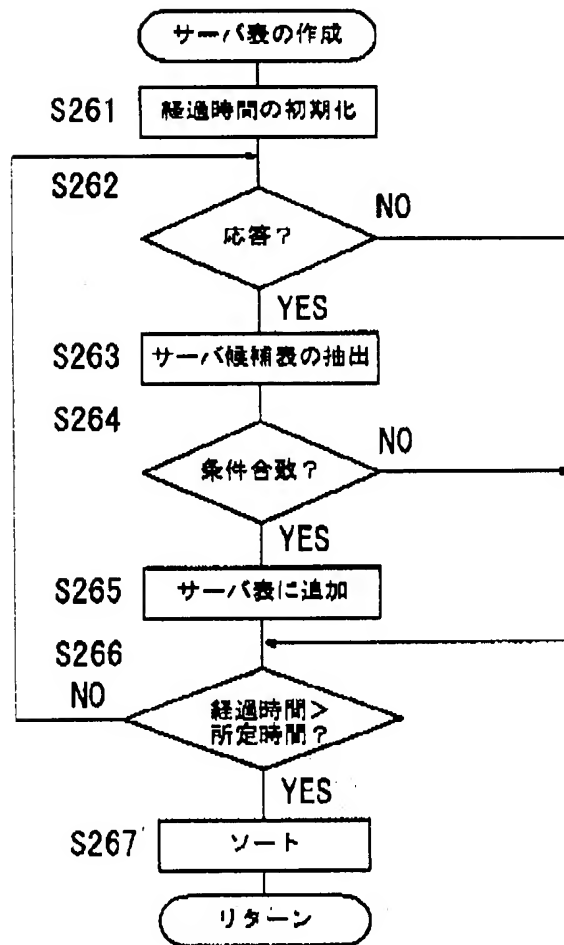 サーバ表の作成
S261
経過時間の初期化
S262
NO
応答？
YES
S263
サーバ候補表の抽出
S264
NO
条件合致？
YES
S265
サーバ表に追加
S266
NO
経過時間＞
所定時間？
YES
S267
ソート
リターン